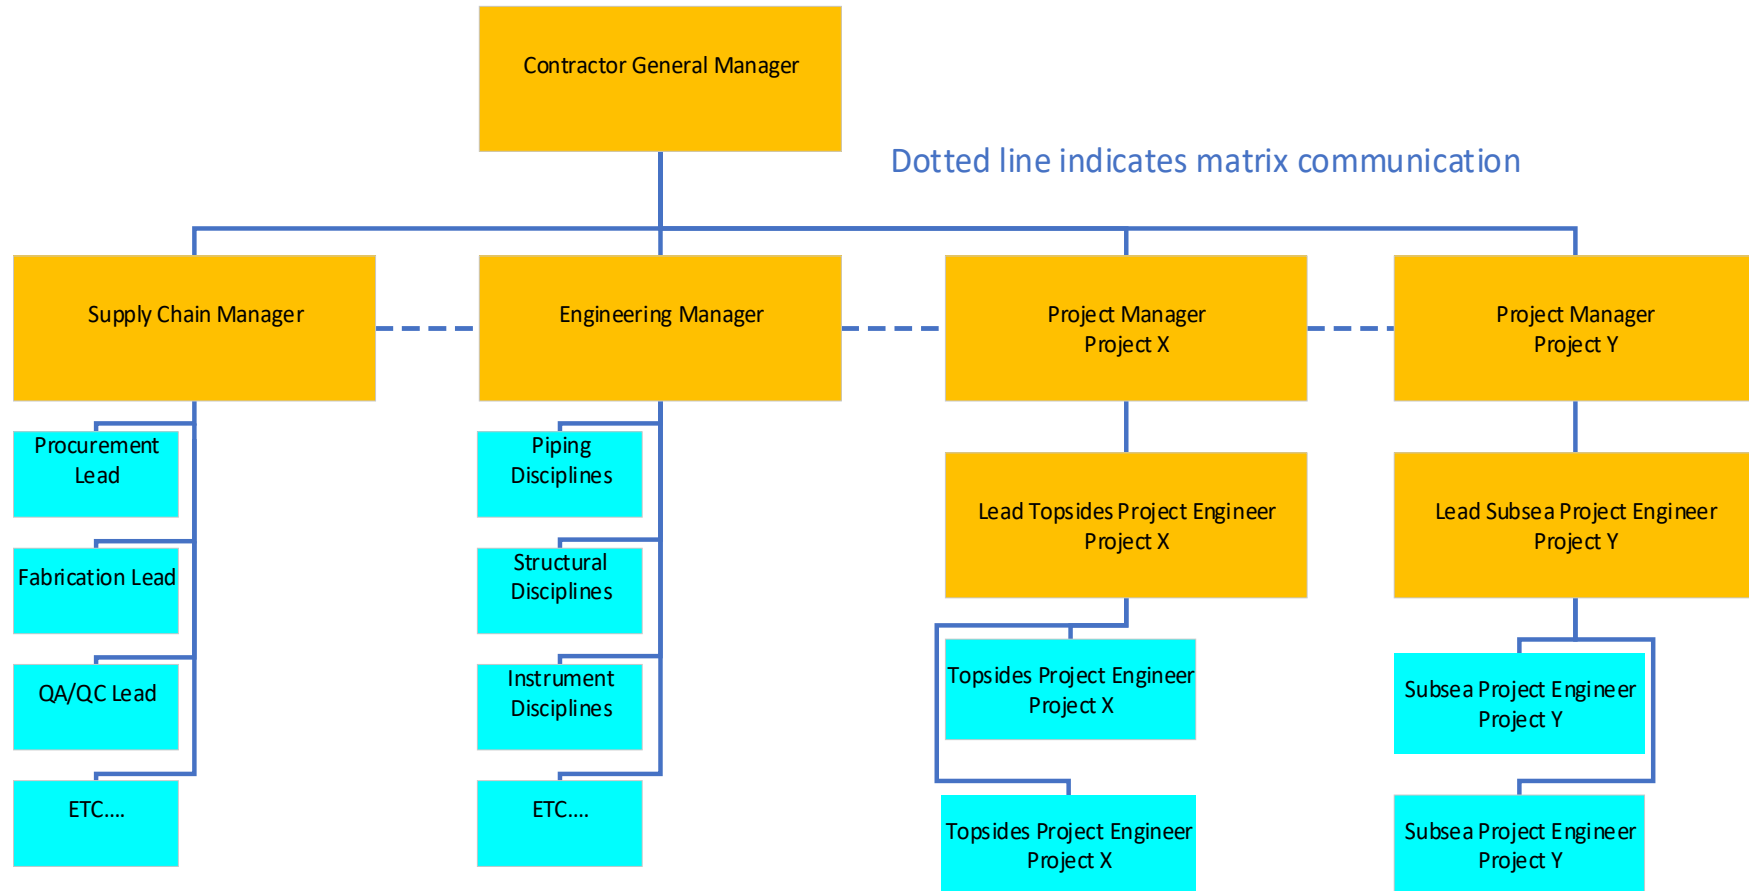 Contractor General Manager
Dotted line indicates matrix communication
Supply Chain Manager
Engineering Manager
Project Manager
Project X
Project Manager
Project Y
Procurement
Lead
Fabrication Lead
QA/QC Lead
ETC....
Piping
Disciplines
Structural
Disciplines
Instrument
Disciplines
ETC....
Lead Topsides Project Engineer
Project X
Topsides Project Engineer
Project X
Topsides Project Engineer
Project X
Lead Subsea Project Engineer
Project Y
Subsea Project Engineer
Project Y
Subsea Project Engineer
Project Y